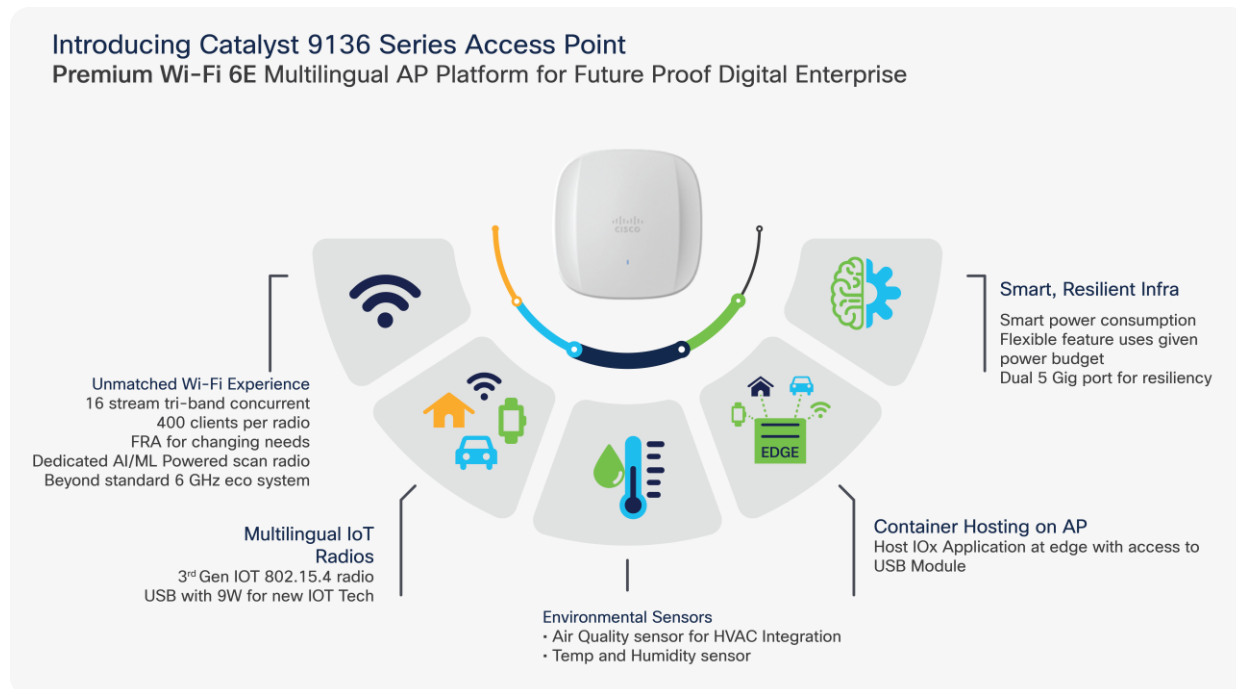 Introducing Catalyst 9136 Series Access Point
Premium Wi-Fi 6E Multilingual AP Platform for Future Proof Digital Enterprise
CISCO
Unmatched Wi-Fi Experience
16 stream tri-band concurrent
400 clients per radio
FRA for changing needs
Dedicated AI/ML Powered scan radio
Beyond standard 6 GHz eco system
Multilingual IoT
Radios
3rd Gen IOT 802.15.4 radio
USB with 9W for new IOT Tech
Environmental Sensors
• Air Quality sensor for HVAC Integration
• Temp and Humidity sensor
EDGE
Container Hosting on AP
Host IOx Application at edge with access to
USB Module
Smart, Resilient Infra
Smart power consumption
Flexible feature uses given
power budget
Dual 5 Gig port for resiliency